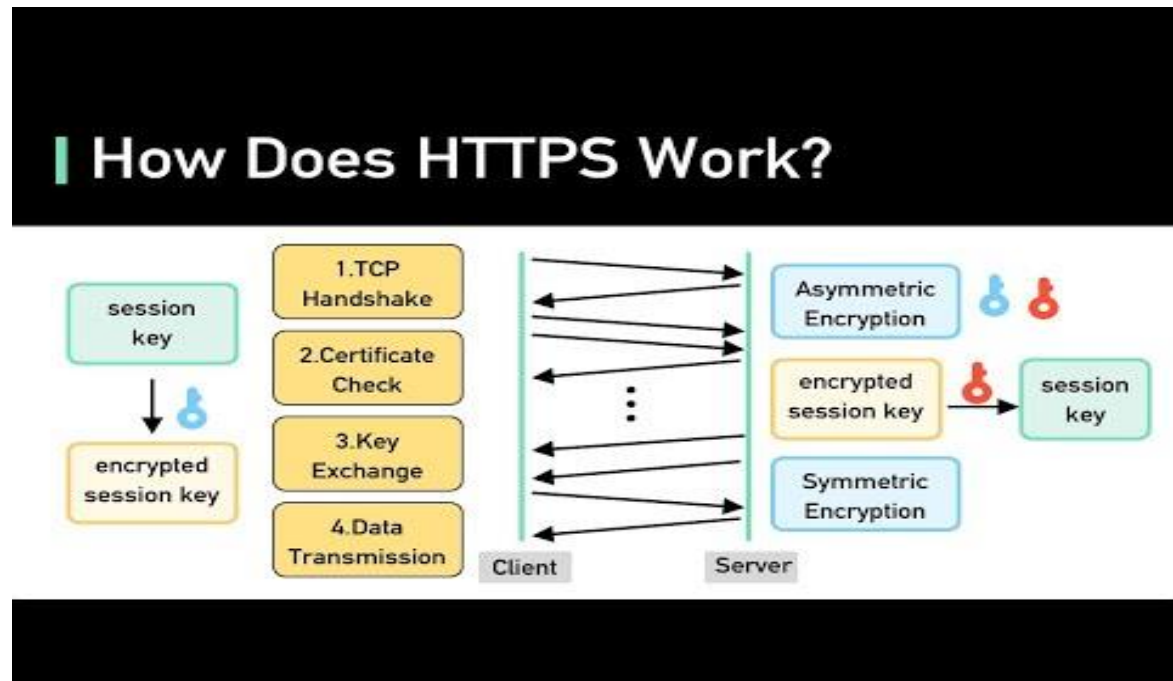 How Does HTTPS Work?
session
key
encrypted
session key
1.TCP
Handshake
2.Certificate
Check
3.Key
Exchange
4.Data
Transmission
Client
Server
Asymmetric
Encryption
encrypted
session key
session
key
Symmetric
Encryption